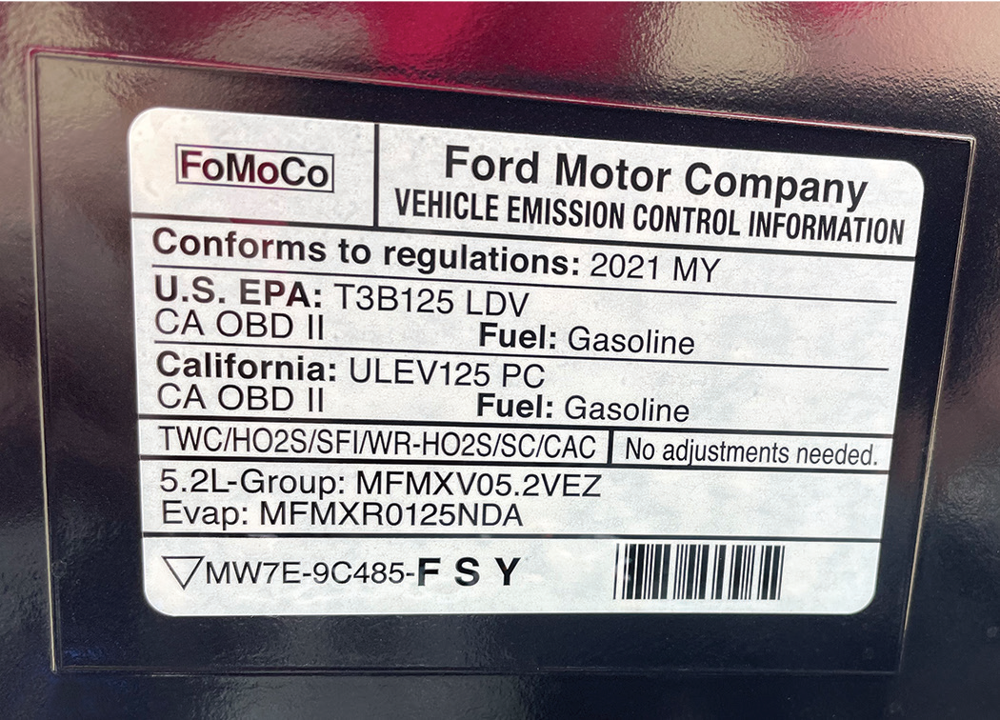 FoMoCo
Ford Motor Company
VEHICLE EMISSION CONTROL INFORMATION
Conforms to regulations: 2021 MY
U.S. EPA: T3B125 LDV
CA OBD II Fuel: Gasoline
California: ULEV125 PC
CA OBD II Fuel: Gasoline
TWC/HO2S/SFI/WR-HO2S/SC/CAC No adjustments needed.
5.2L-Group: MFMXV05.2VEZ
Evap: MFMXR0125NDA
MW7E-9C485-F S Y